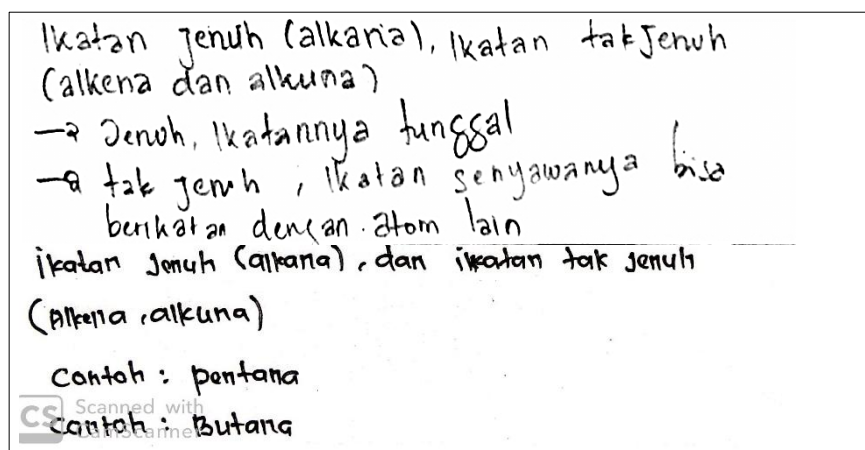 Ikatan jenuh (alkana), Ikatan tak jenuh
(alkena dan alkuna)
→ Jenuh, Ikatannya tunggal
→ tak jenuh, Ikatan senyawanya bisa
berikatan dengan atom lain
ikatan jenuh (alkana), dan ikatan tak jenuh
(Alkena, alkuna)
contoh : pentana
CS Scanned with
contoh : Butana
CamScanner